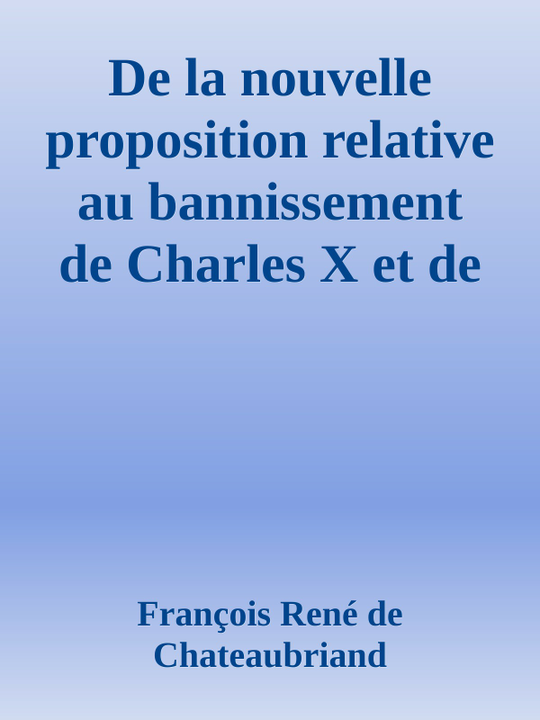 De la nouvelle
proposition relative
au bannissement
de Charles X et de
François René de
Chateaubriand